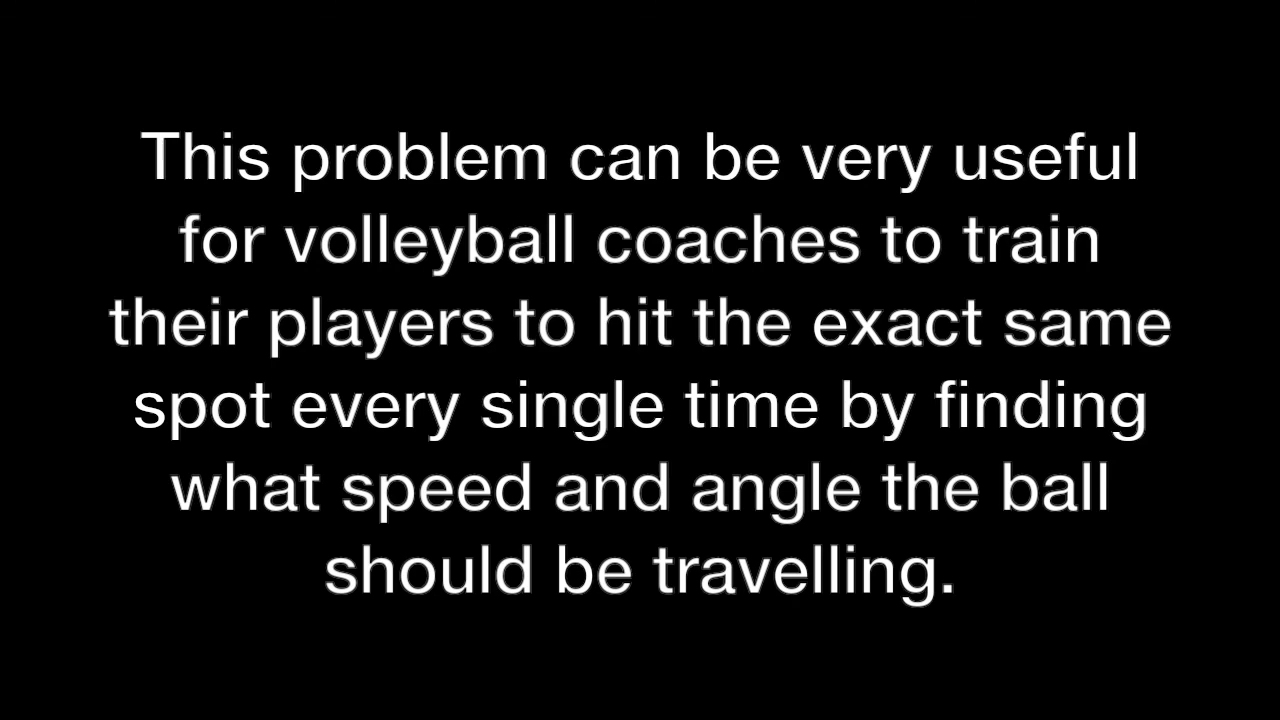 This problem can be very useful
for volleyball coaches to train
their players to hit the exact same
spot every single time by finding
what speed and angle the ball
should be travelling.